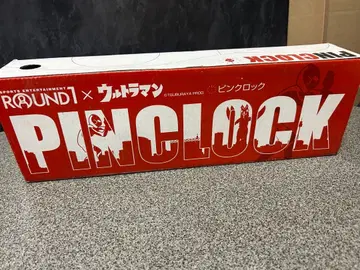 SPORTS ENTERTAINMENT
ROUND1 × ウルトラマン ©TSUBURAYA PROD. ピンクロック
PINCLOCK